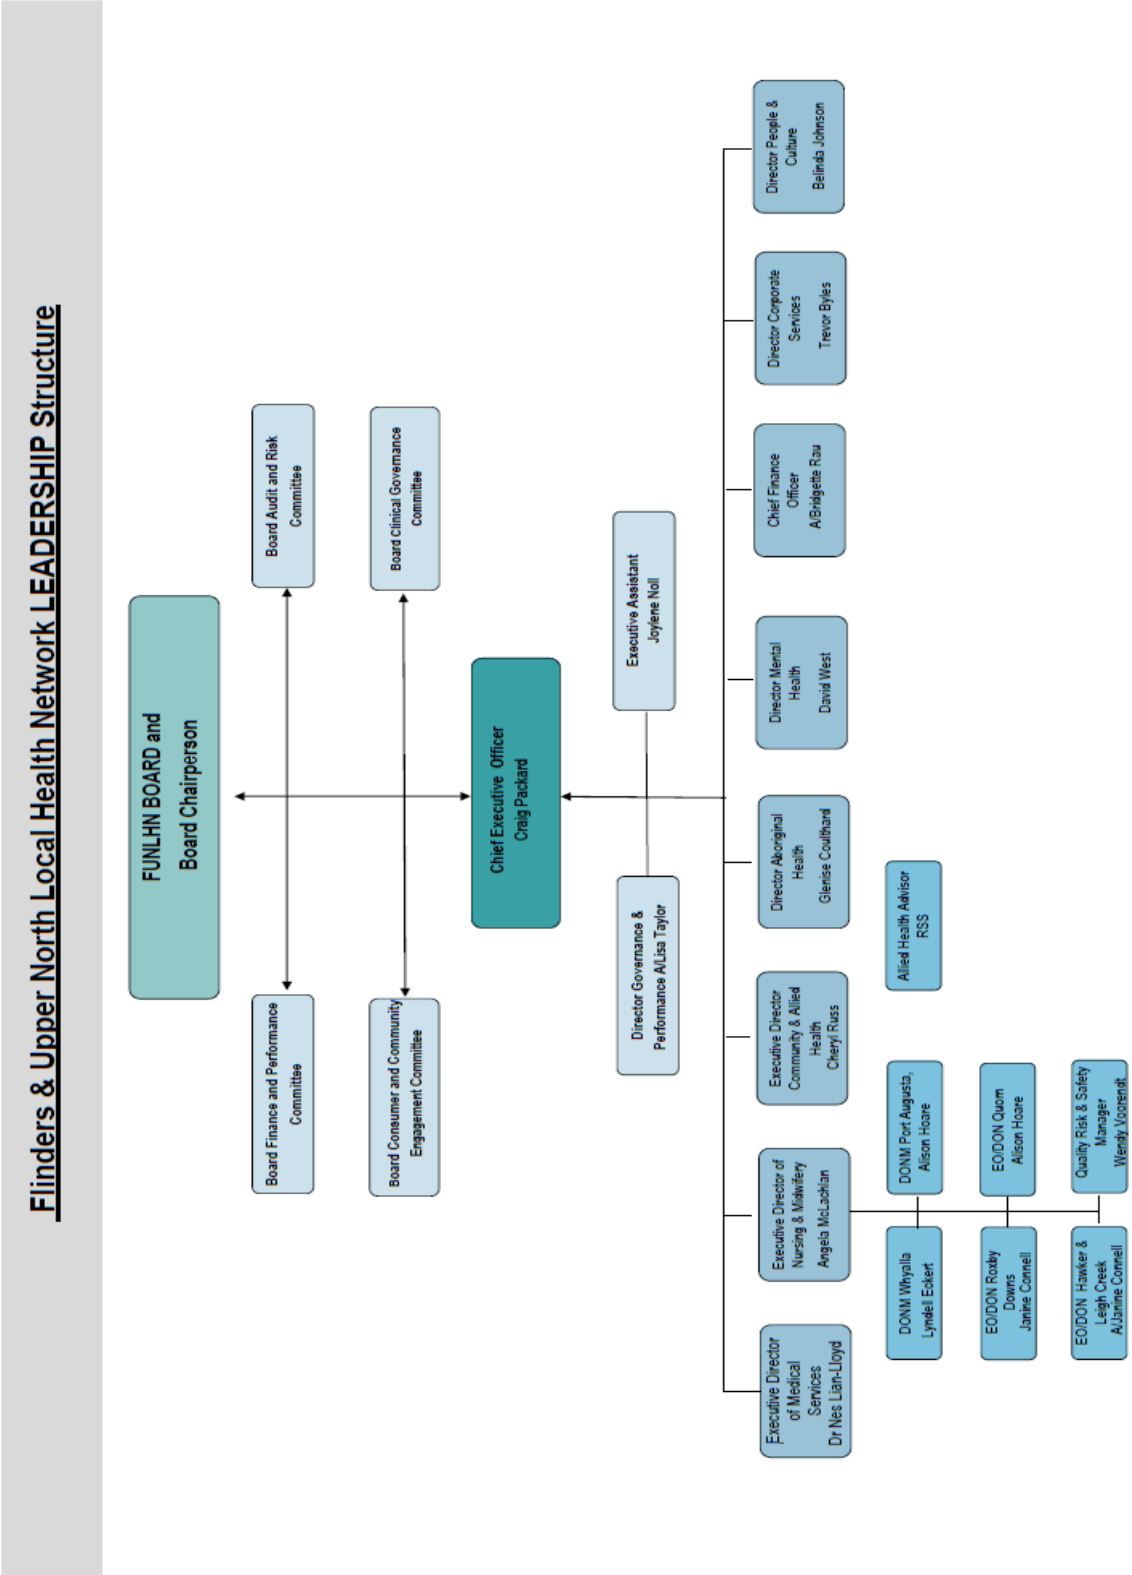 Flinders & Upper North Local Health Network LEADERSHIP Structure
FUNLHN BOARD and
Board Chairperson
Board Finance and Performance
Committee
Board Audit and Risk
Committee
Board Consumer and Community
Engagement Committee
Board Clinical Governance
Committee
Chief Executive Officer
Craig Packard
Director Governance &
Performance A/Lisa Taylor
Executive Assistant
Joylene Noll
Executive Director
of Medical
Services
Dr Nes Lian-Lloyd
Executive Director of
Nursing & Midwifery
Angela McLachlan
Executive Director
Community & Allied
Health
Cheryl Russ
Director Aboriginal
Health
Glenise Coulthard
Director Mental
Health
David West
Chief Finance
Officer
A/Bridgette Rau
Director Corporate
Services
Trevor Byles
Director People &
Culture
Belinda Johnson
DONM Whyalla
Lyndell Eckert
DONM Port Augusta,
Alison Hoare
Allied Health Advisor
RSS
EO/DON Roxby
Downs
Janine Connell
EO/DON Quorn
Alison Hoare
EO/DON Hawker &
Leigh Creek
A/Janine Connell
Quality Risk & Safety
Manager
Wendy Voorendt